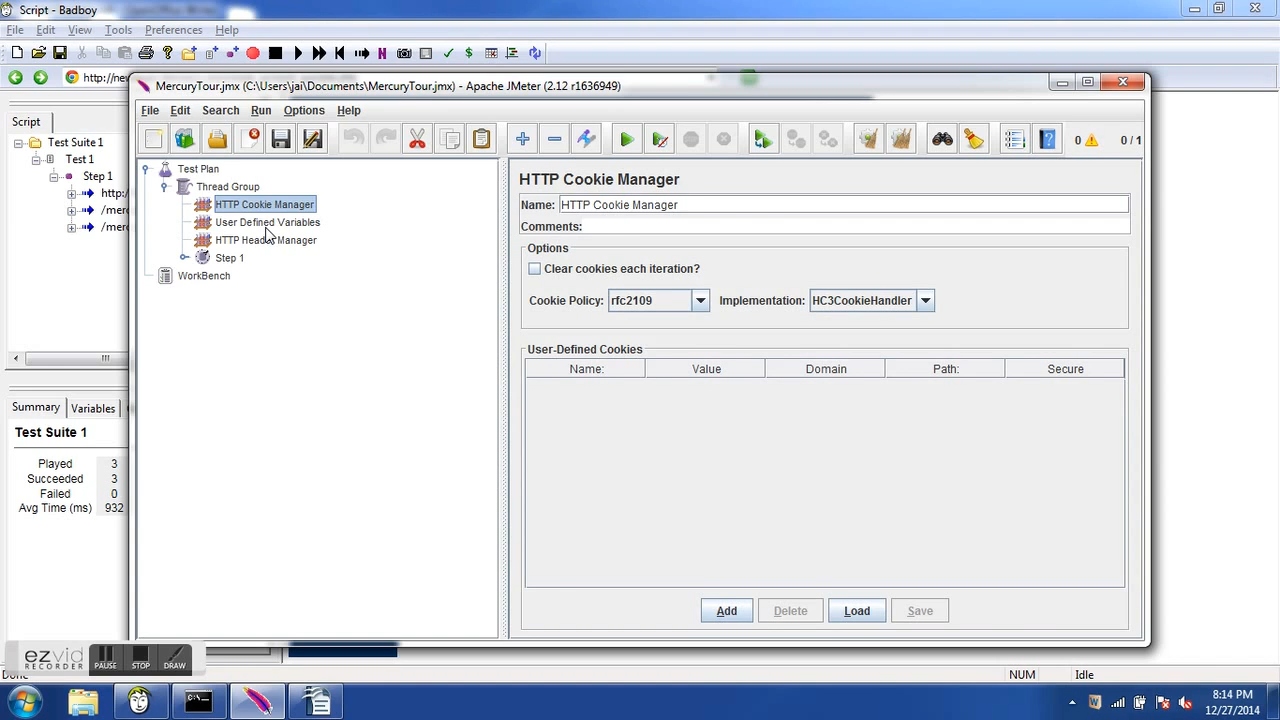 Script - Badboy
File Edit View Tools Preferences Help
N
http://ne
MercuryTour.jmx (C:\Users\jai\Documents\MercuryTour.jmx) - Apache JMeter (2.12 r1636949)
File Edit Search Run Options Help
0 0 / 1
Script
Test Suite 1
Test 1
Step 1
http:
/merc
/merc
Test Plan
Thread Group
HTTP Cookie Manager
User Defined Variables
HTTP Header Manager
Step 1
WorkBench
HTTP Cookie Manager
Name: HTTP Cookie Manager
Comments:
Options
Clear cookies each iteration?
Cookie Policy: rfc2109 Implementation: HC3CookieHandler
User-Defined Cookies
Name: Value Domain Path: Secure
Add Delete Load Save
Summary Variables
Test Suite 1
Played 3
Succeeded 3
Failed 0
Avg Time (ms) 932
ezvid
RECORDER
PAUSE STOP DRAW
NUM Idle
8:14 PM
12/27/2014